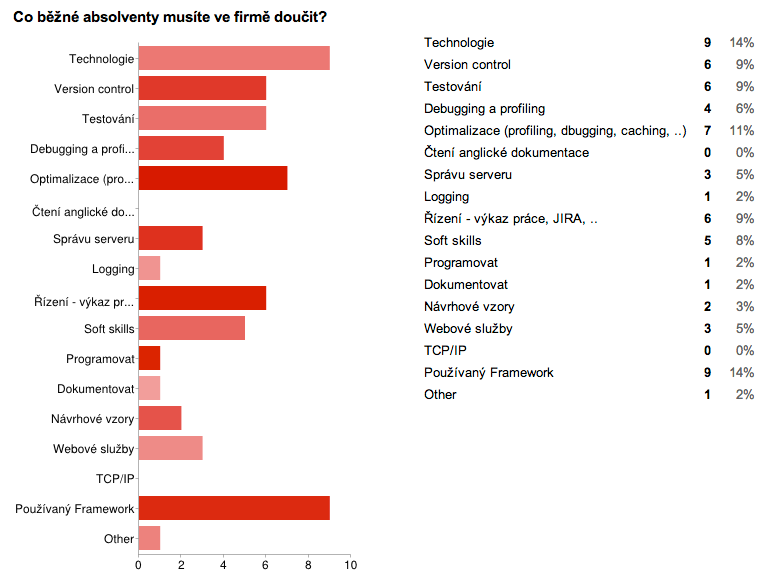 Co běžné absolventy musíte ve firmě doučit?
Technologie
Version control
Testování
Debugging a profi...
Optimalizace (pro...
Čtení anglické do...
Správu serveru
Logging
Řízení - výkaz pr...
Soft skills
Programovat
Dokumentovat
Návrhové vzory
Webové služby
TCP/IP
Používaný Framework
Other
0 2 4 6 8 10
Technologie 9 14%
Version control 6 9%
Testování 6 9%
Debugging a profiling 4 6%
Optimalizace (profiling, dbugging, caching, ..) 7 11%
Čtení anglické dokumentace 0 0%
Správu serveru 3 5%
Logging 1 2%
Řízení - výkaz práce, JIRA, .. 6 9%
Soft skills 5 8%
Programovat 1 2%
Dokumentovat 1 2%
Návrhové vzory 2 3%
Webové služby 3 5%
TCP/IP 0 0%
Používaný Framework 9 14%
Other 1 2%